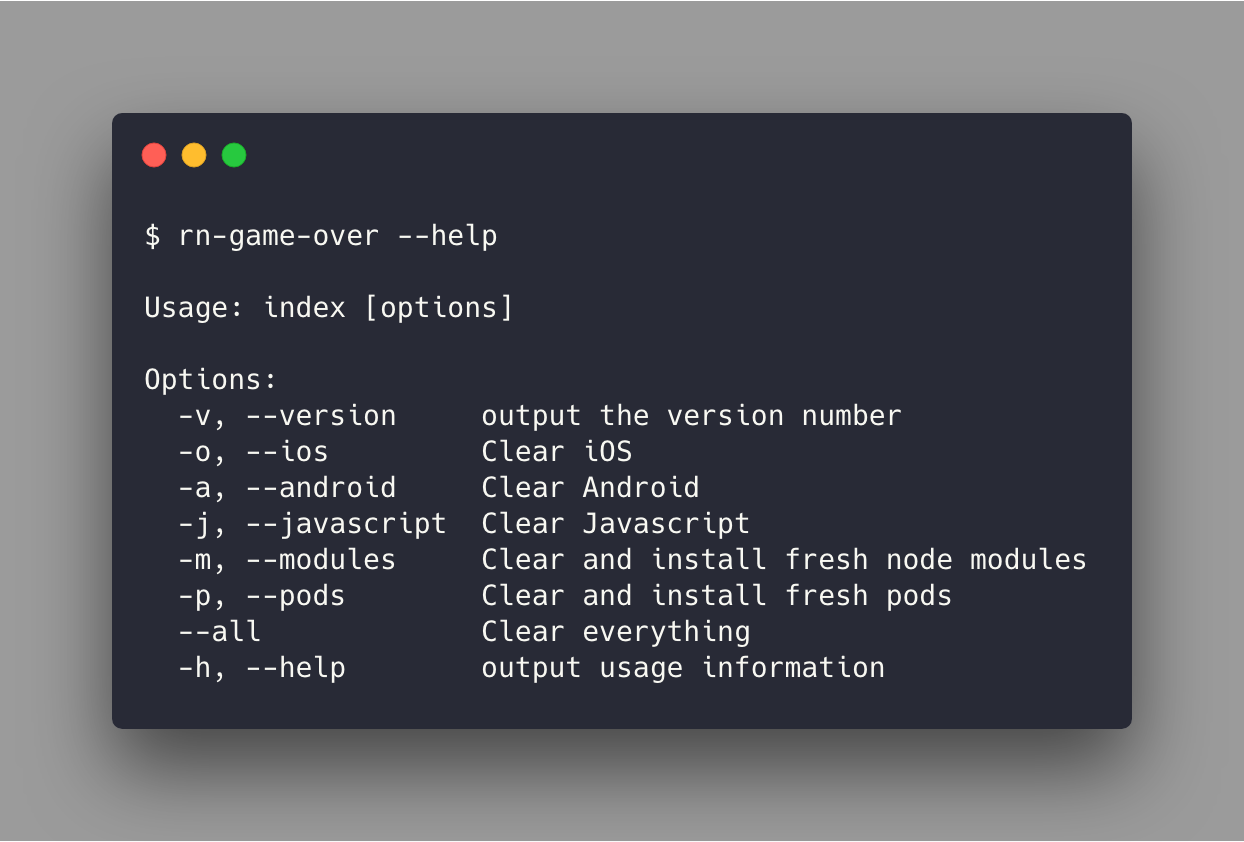 $ rn-game-over --help
Usage: index [options]
Options:
-v, --version output the version number
-o, --ios Clear iOS
-a, --android Clear Android
-j, --javascript Clear Javascript
-m, --modules Clear and install fresh node modules
-p, --pods Clear and install fresh pods
--all Clear everything
-h, --help output usage information